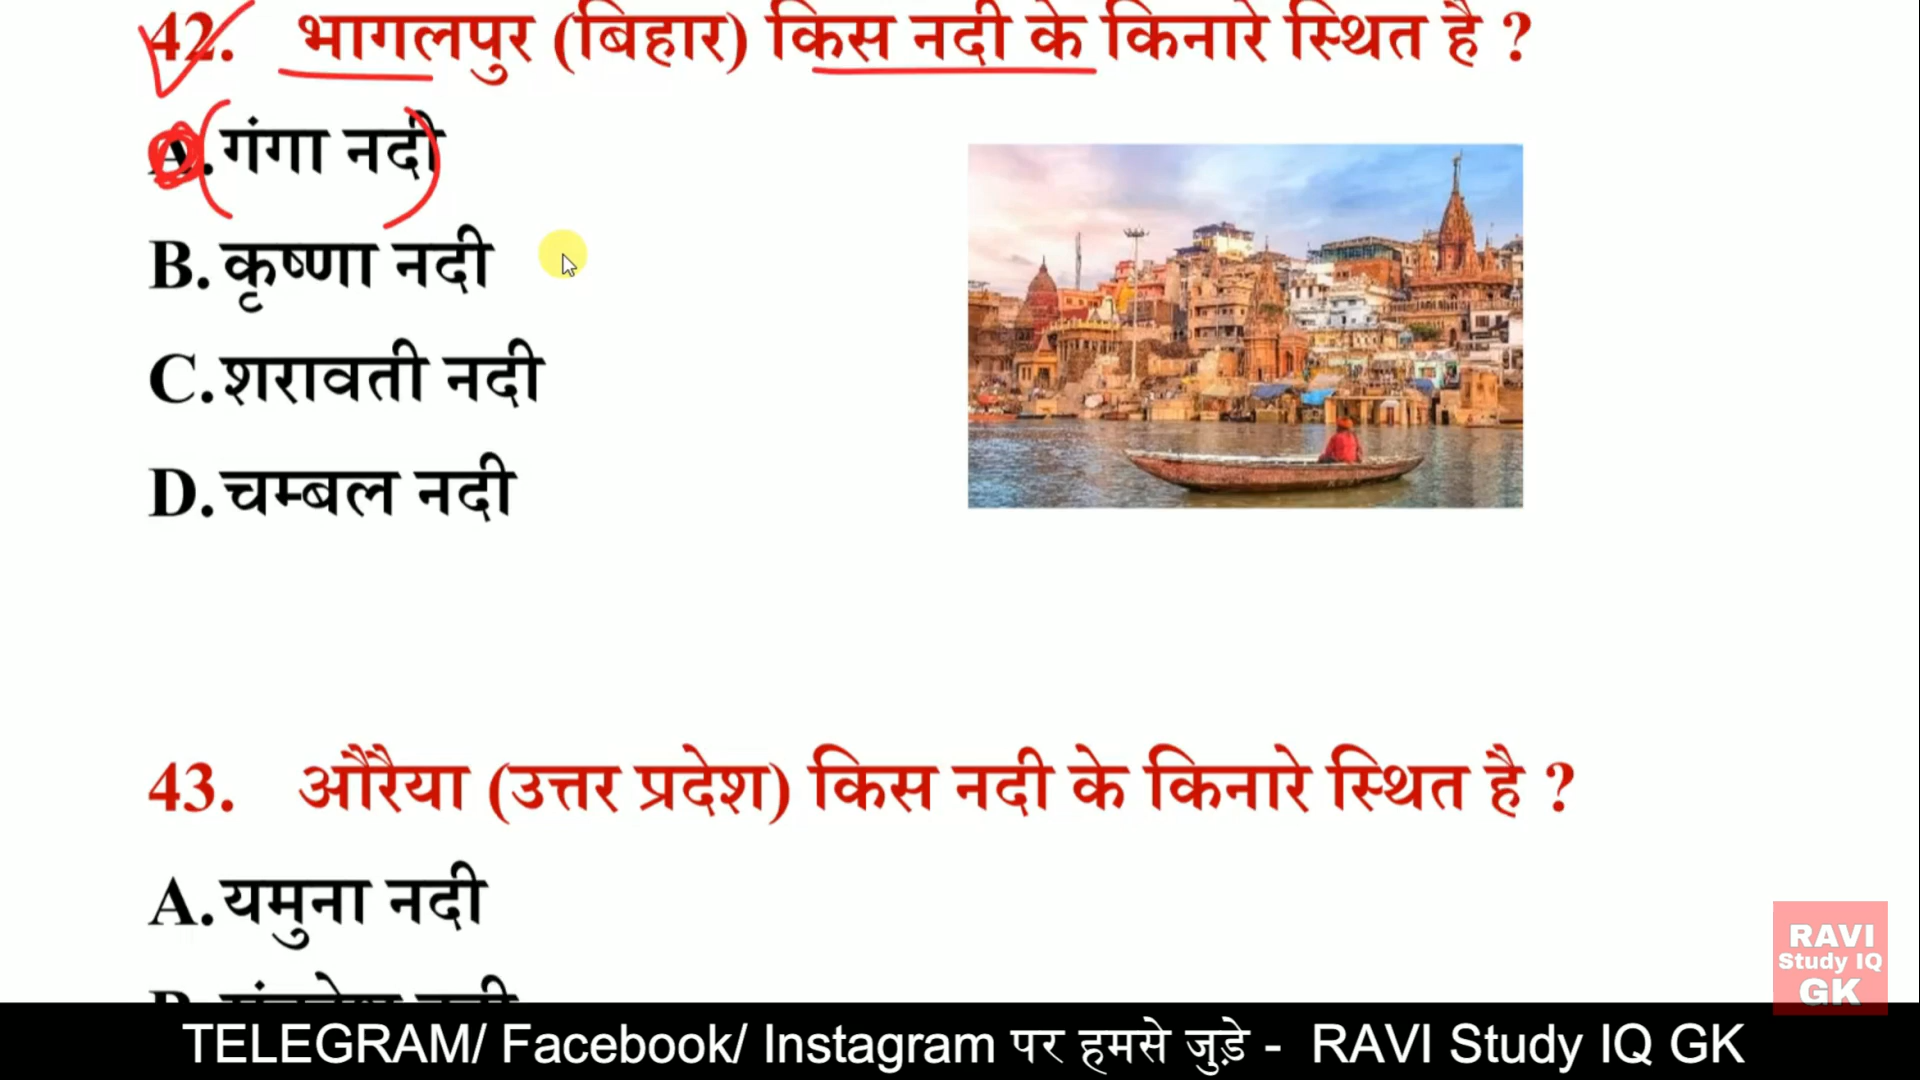 42. भागलपुर (बिहार) किस नदी के किनारे स्थित है ?
A. गंगा नदी
B. कृष्णा नदी
C. शरावती नदी
D. चम्बल नदी
43. औरैया (उत्तर प्रदेश) किस नदी के किनारे स्थित है ?
A. यमुना नदी
RAVI
Study IQ
GK
TELEGRAM/ Facebook/ Instagram पर हमसे जुड़े - RAVI Study IQ GK